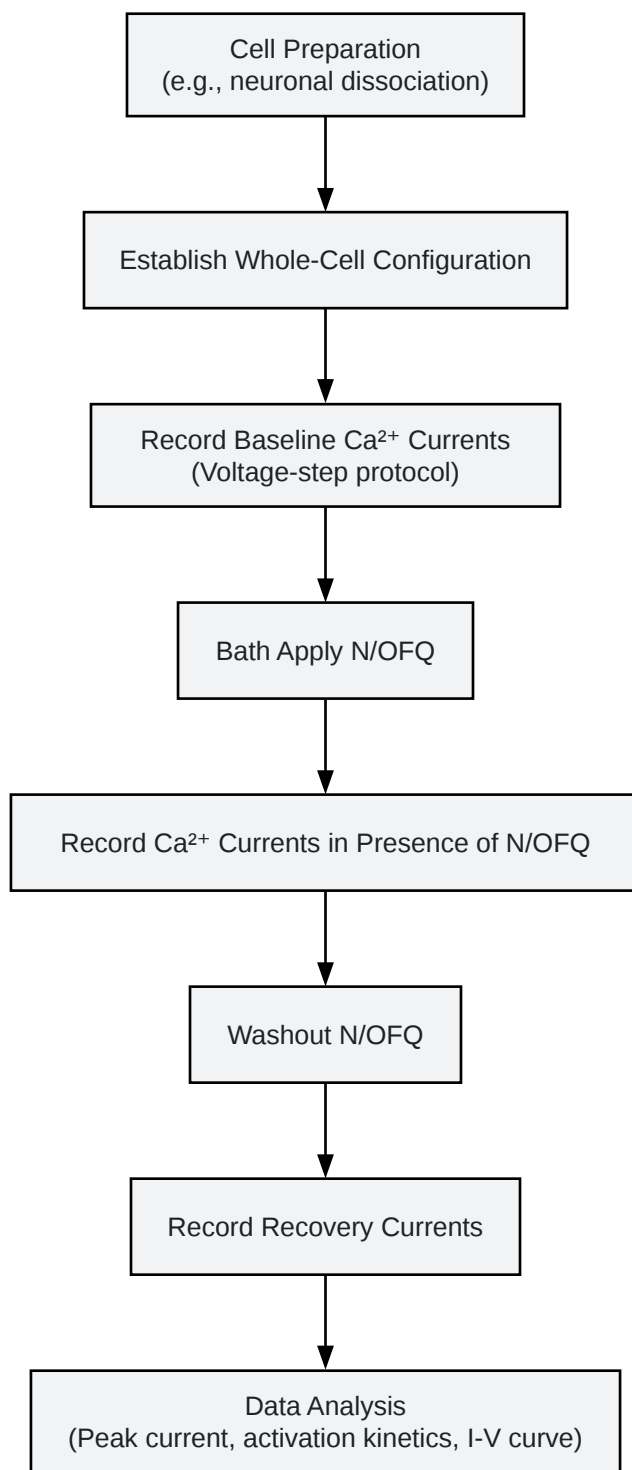 Cell Preparation
(e.g., neuronal dissociation)
Establish Whole-Cell Configuration
Record Baseline Ca²⁺ Currents
(Voltage-step protocol)
Bath Apply N/OFQ
Record Ca²⁺ Currents in Presence of N/OFQ
Washout N/OFQ
Record Recovery Currents
Data Analysis
(Peak current, activation kinetics, I-V curve)